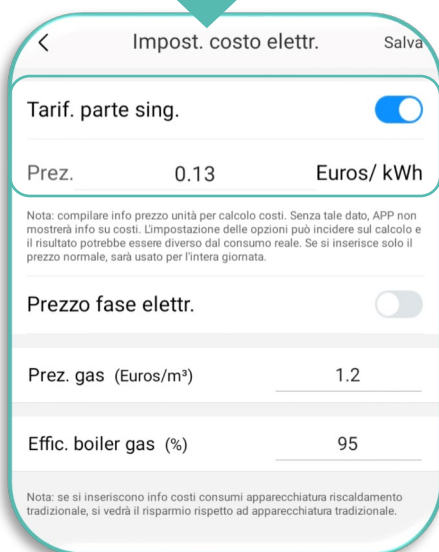 Impost. costo elettr. Salva
Tarif. parte sing.
Prez. 0.13 Euros/ kWh
Nota: compilare info prezzo unità per calcolo costi. Senza tale dato, APP non
mostrerà info su costi. L'impostazione delle opzioni può incidere sul calcolo e
il risultato potrebbe essere diverso dal consumo reale. Se si inserisce solo il
prezzo normale, sarà usato per l'intera giornata.
Prezzo fase elettr.
Prez. gas (Euros/m³) 1.2
Effic. boiler gas (%) 95
Nota: se si inseriscono info costi consumi apparecchiatura riscaldamento
tradizionale, si vedrà il risparmio rispetto ad apparecchiatura tradizionale.